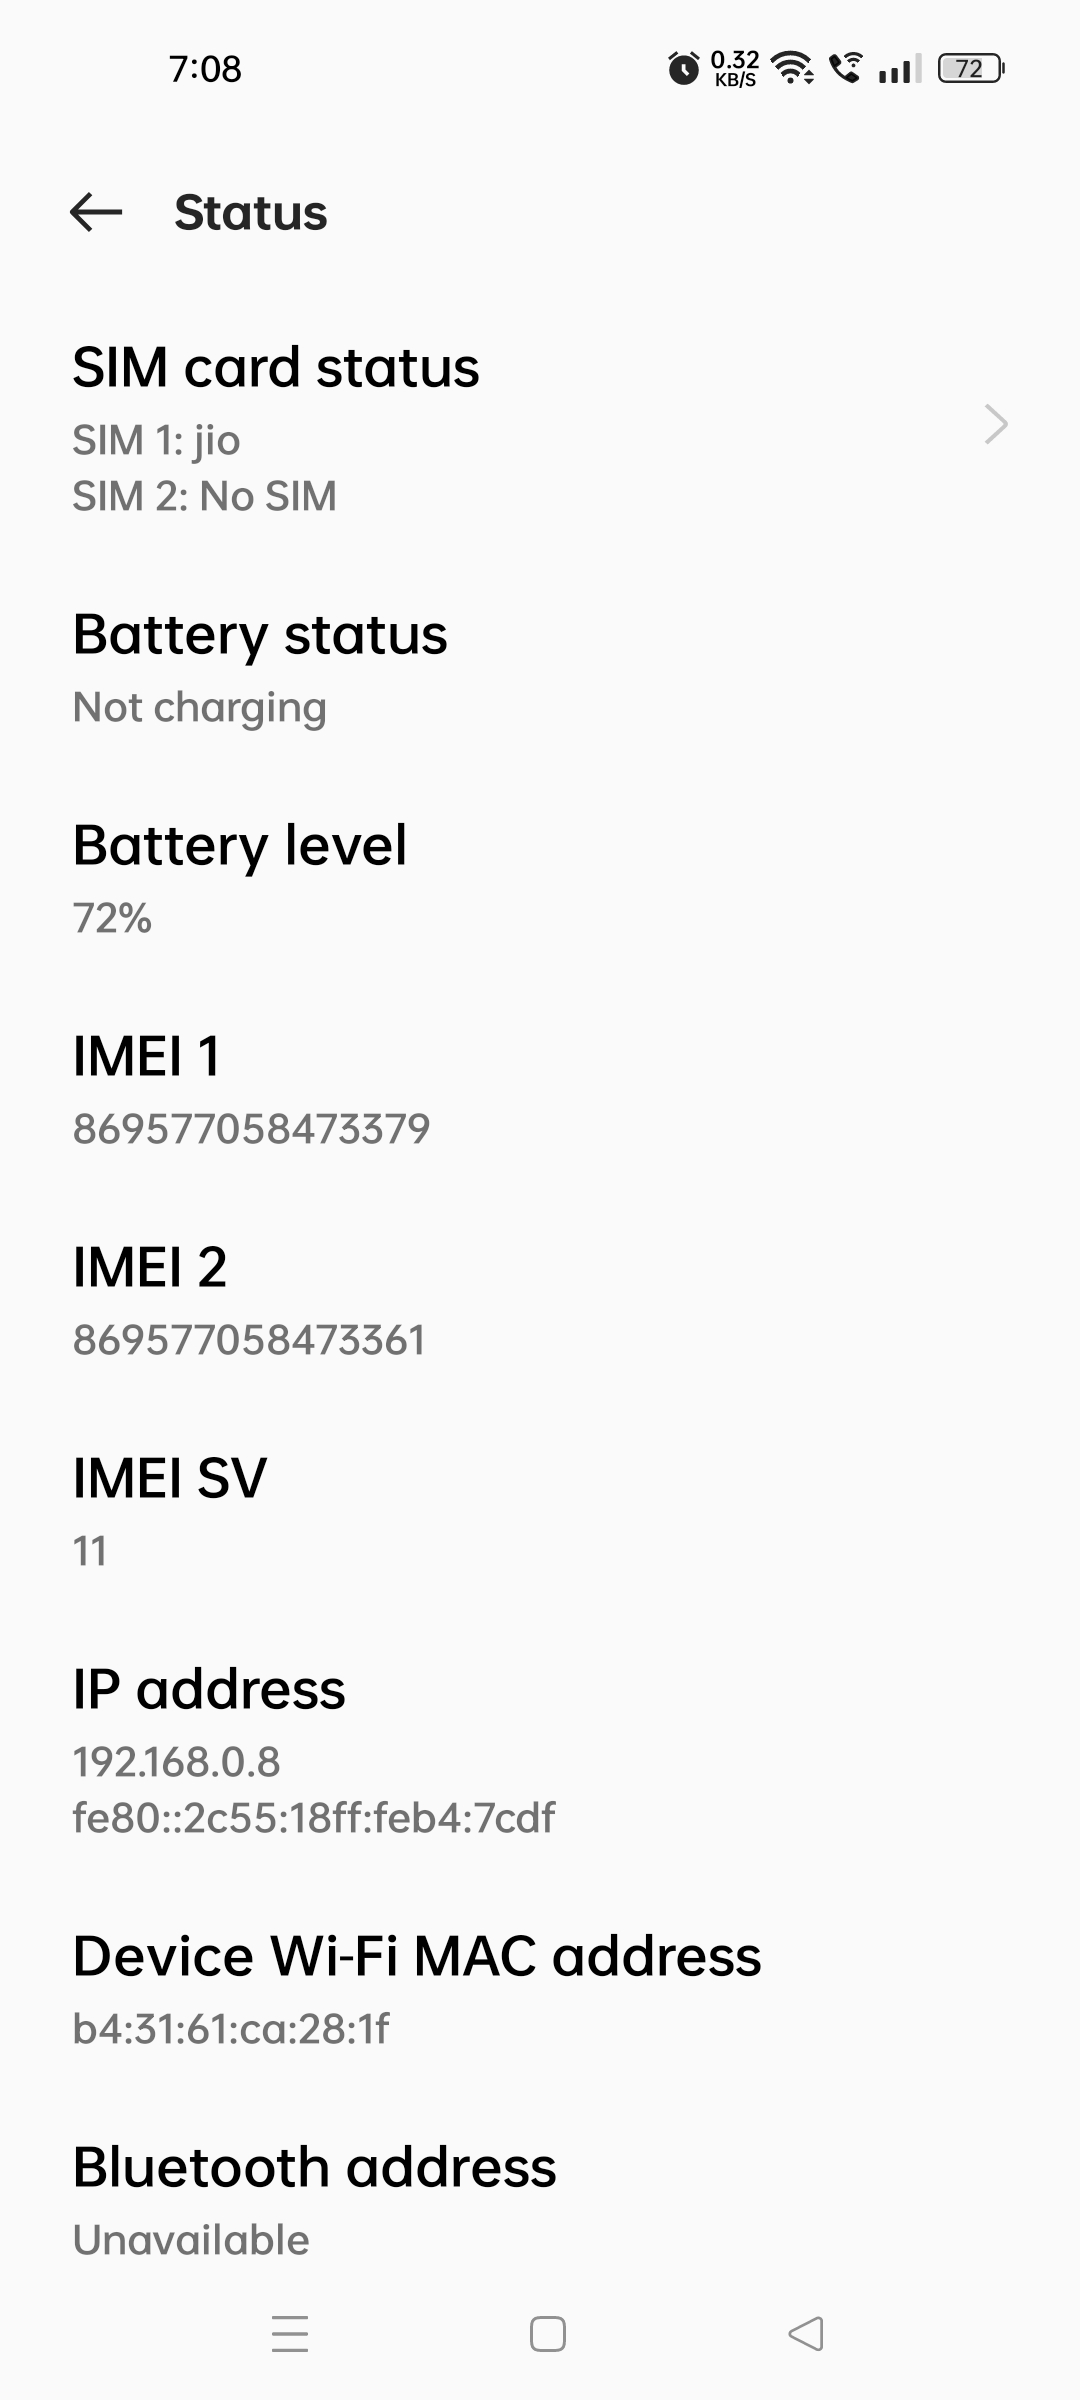 7:08
0.32
KB/S
72
Status
SIM card status
SIM 1: jio
SIM 2: No SIM
Battery status
Not charging
Battery level
72%
IMEI 1
869577058473379
IMEI 2
869577058473361
IMEI SV
11
IP address
192.168.0.8
fe80::2c55:18ff:feb4:7cdf
Device Wi-Fi MAC address
b4:31:61:ca:28:1f
Bluetooth address
Unavailable